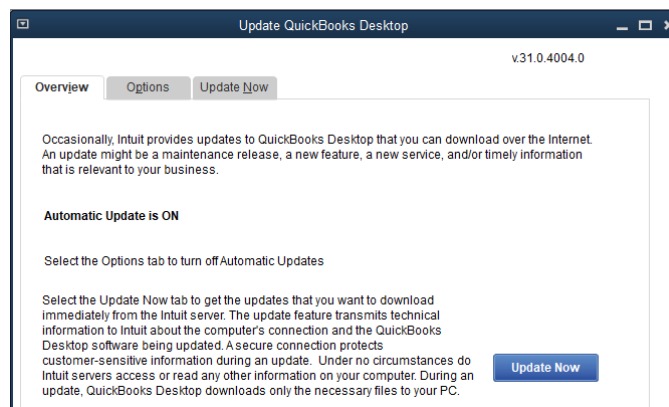 Update QuickBooks Desktop
v.31.0.4004.0
Overview Options Update Now
Occasionally, Intuit provides updates to QuickBooks Desktop that you can download over the Internet.
An update might be a maintenance release, a new feature, a new service, and/or timely information
that is relevant to your business.
Automatic Update is ON
Select the Options tab to turn off Automatic Updates
Select the Update Now tab to get the updates that you want to download
immediately from the Intuit server. The update feature transmits technical
information to Intuit about the computer's connection and the QuickBooks
Desktop software being updated. A secure connection protects
customer-sensitive information during an update. Under no circumstances do
Intuit servers access or read any other information on your computer. During an
update, QuickBooks Desktop downloads only the necessary files to your PC.
Update Now